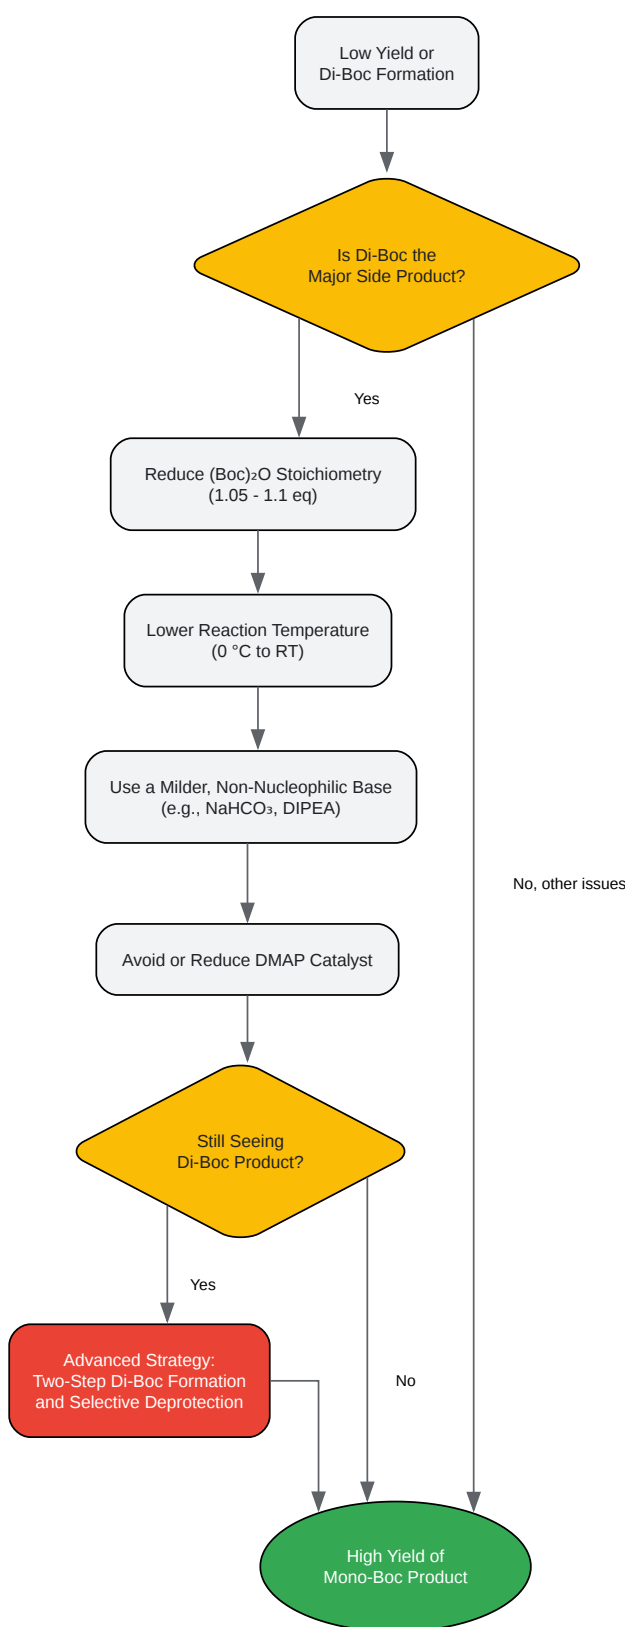 Low Yield or
Di-Boc Formation
Is Di-Boc the
Major Side Product?
Yes
Reduce (Boc)₂O Stoichiometry
(1.05 - 1.1 eq)
Lower Reaction Temperature
(0 °C to RT)
Use a Milder, Non-Nucleophilic Base
(e.g., NaHCO₃, DIPEA)
No, other issues
Avoid or Reduce DMAP Catalyst
Still Seeing
Di-Boc Product?
Yes
Advanced Strategy:
Two-Step Di-Boc Formation
and Selective Deprotection
No
High Yield of
Mono-Boc Product